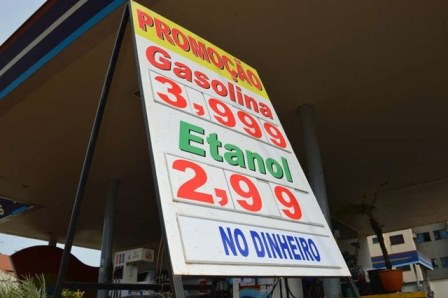 PROMOÇÃO
Gasolina
3,999
Etanol
2,99
NO DINHEIRO